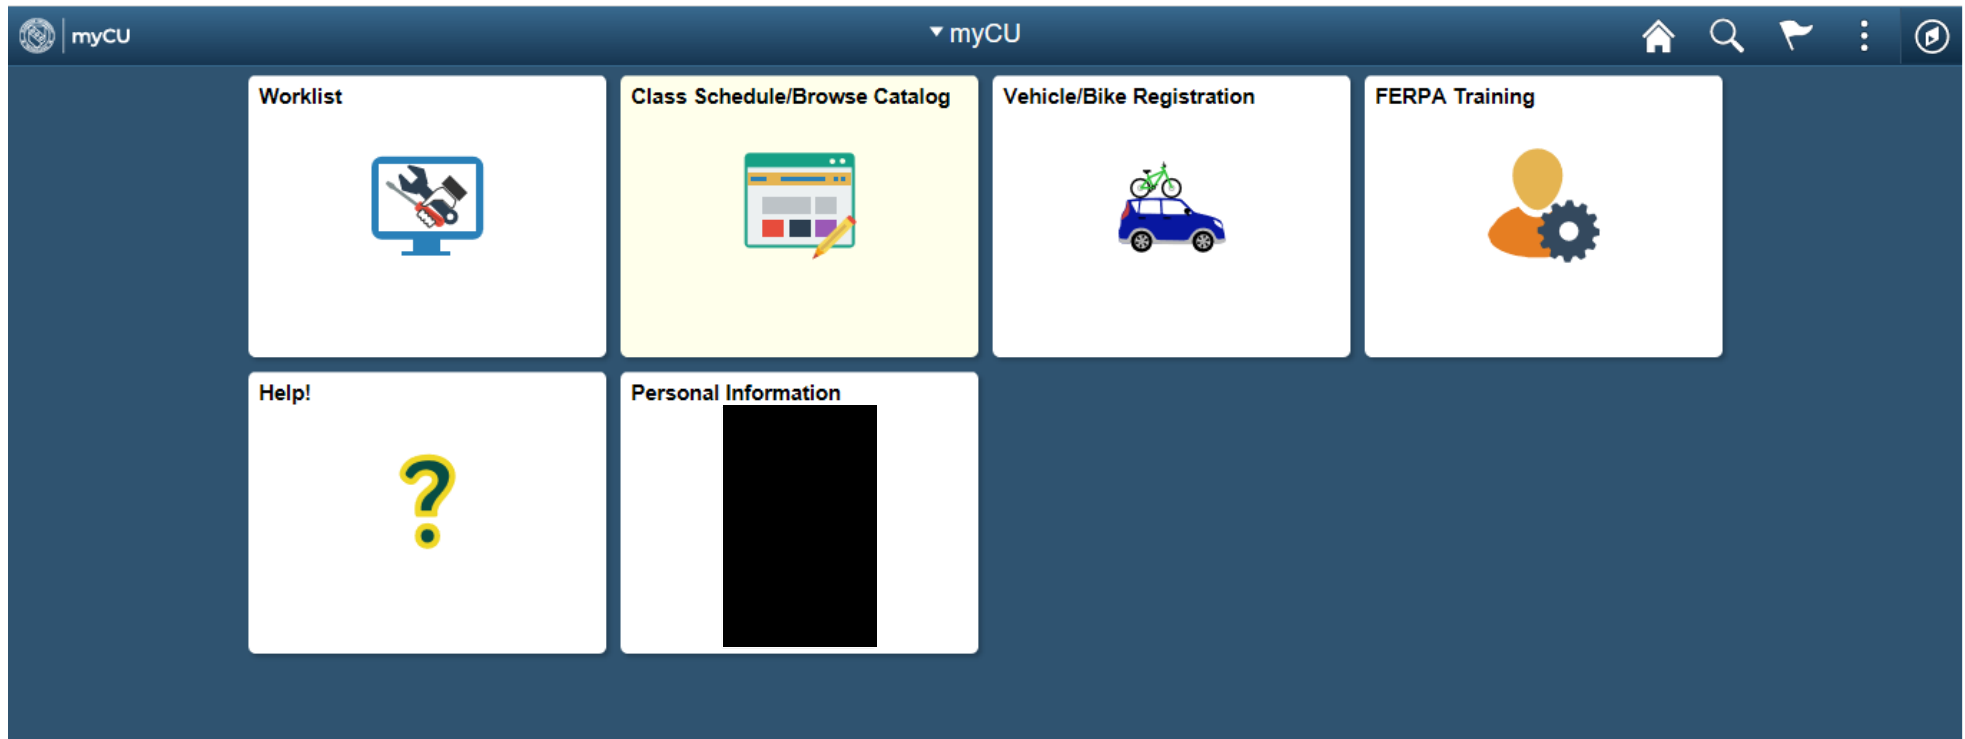 myCU
myCU
Worklist
Class Schedule/Browse Catalog
Vehicle/Bike Registration
FERPA Training
Help!
Personal Information